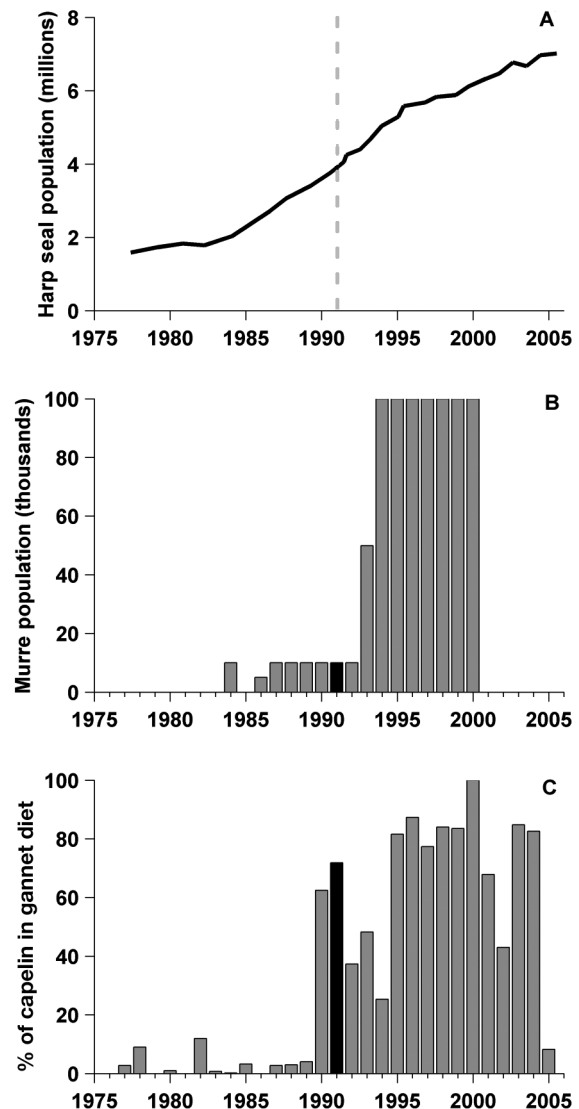 A
Harp seal population (millions)
8
6
4
2
0
1975 1980 1985 1990 1995 2000 2005
B
Murre population (thousands)
100
80
60
40
20
0
1975 1980 1985 1990 1995 2000 2005
C
% of capelin in gannet diet
100
80
60
40
20
0
1975 1980 1985 1990 1995 2000 2005